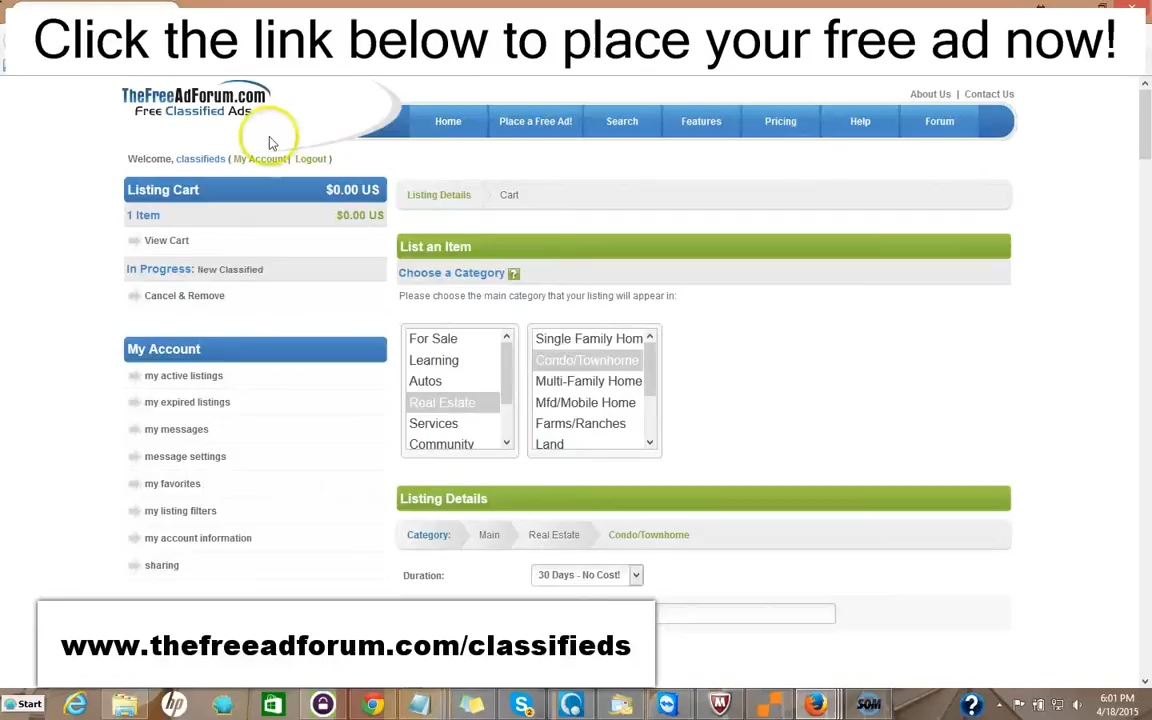 Click the link below to place your free ad now!
TheFreeAdForum.com
Free Classified Ads
About Us | Contact Us
Home
Place a Free Ad!
Search
Features
Pricing
Help
Forum
Welcome, classifieds ( My Account | Logout )
Listing Cart $0.00 US
1 Item $0.00 US
View Cart
In Progress: New Classified
Cancel & Remove
My Account
my active listings
my expired listings
my messages
message settings
my favorites
my listing filters
my account information
sharing
Listing Details Cart
List an Item
Choose a Category ?
Please choose the main category that your listing will appear in:
For Sale
Learning
Autos
Real Estate
Services
Community
Single Family Hom
Condo/Townhome
Multi-Family Home
Mfd/Mobile Home
Farms/Ranches
Land
Listing Details
Category: Main Real Estate Condo/Townhome
Duration: 30 Days - No Cost!
www.thefreeadforum.com/classifieds
Start
6:01 PM
4/18/2015